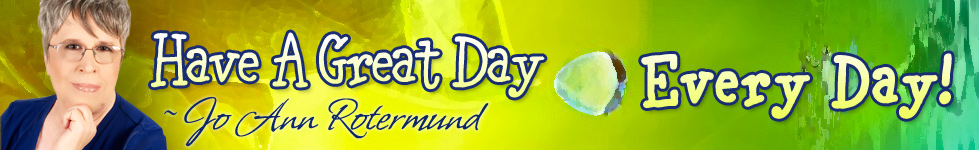 Have A Great Day Every Day!
~ Jo Ann Rotermund